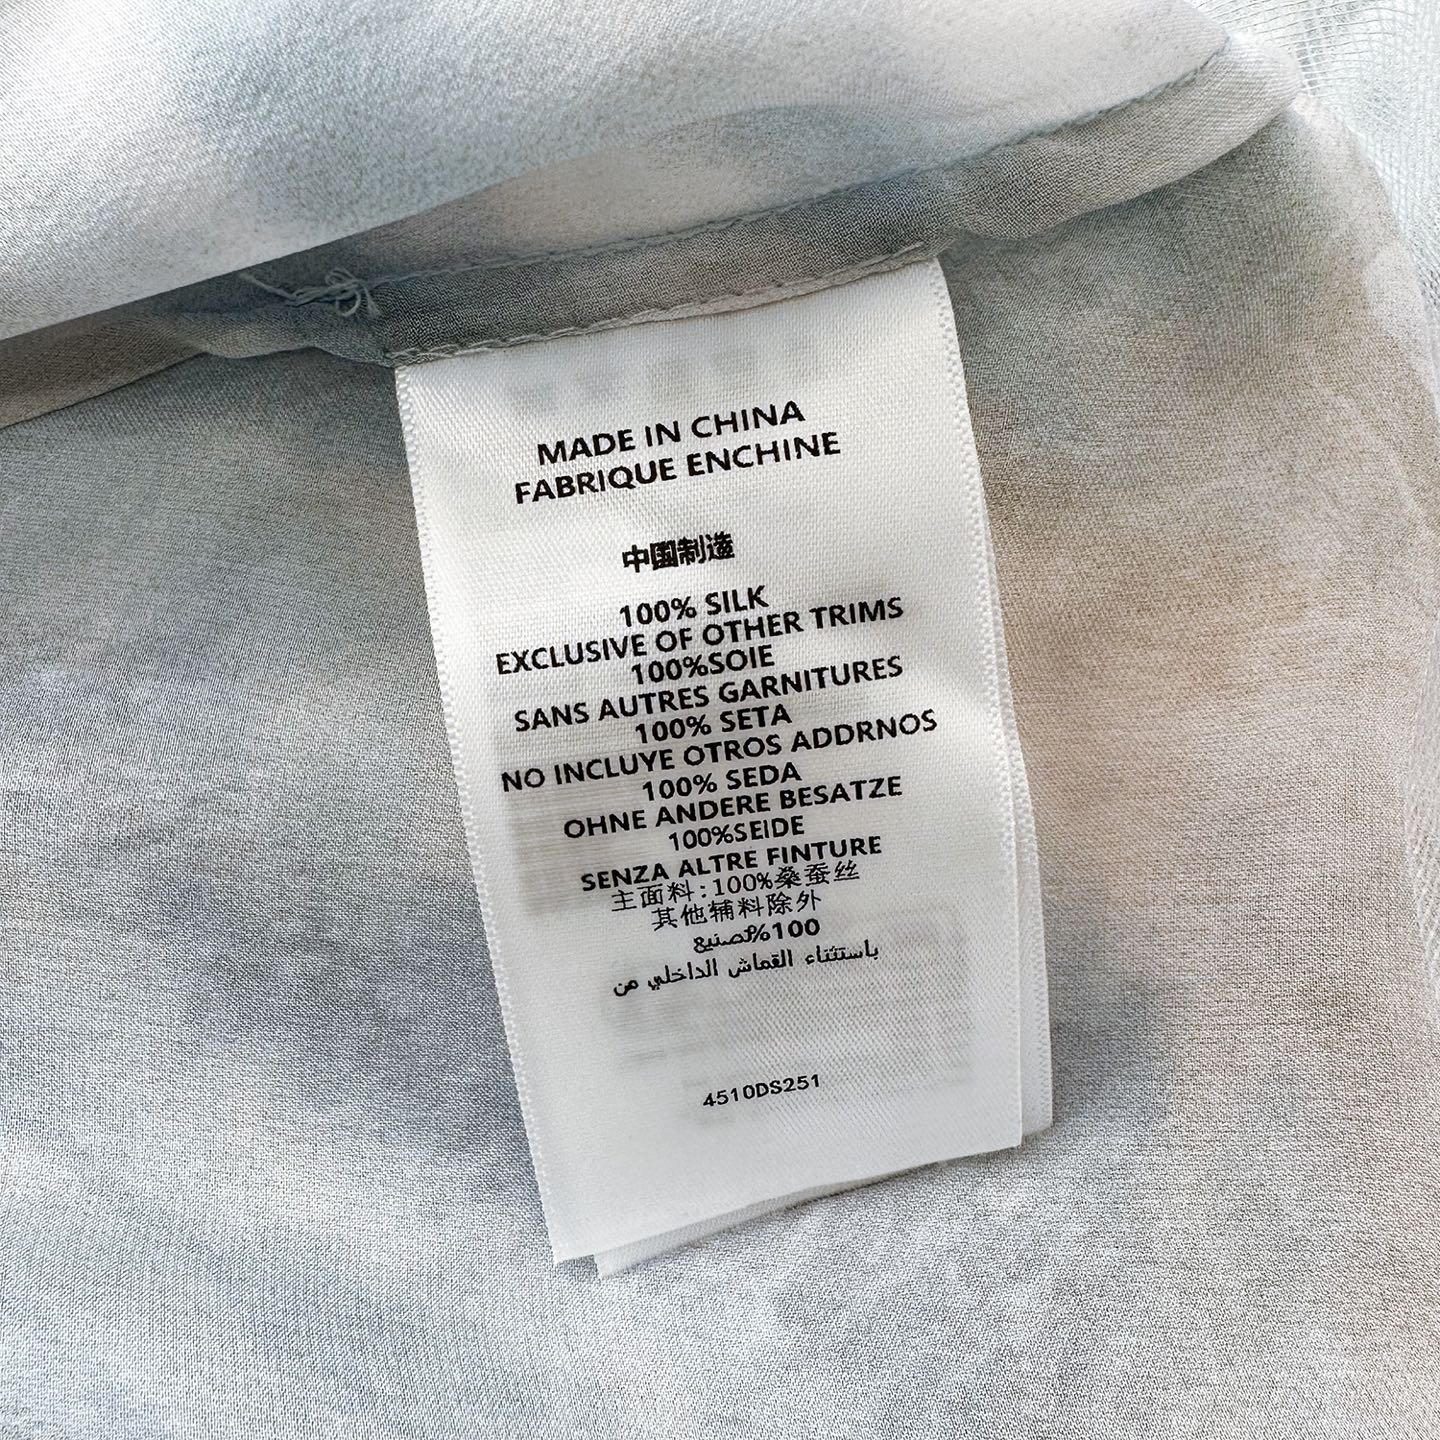 MADE IN CHINA
FABRIQUE ENCHINE
中国制造
100% SILK
EXCLUSIVE OF OTHER TRIMS
100%SOIE
SANS AUTRES GARNITURES
100% SETA
NO INCLUYE OTROS ADDRNOS
100% SEDA
OHNE ANDERE BESATZE
100%SEIDE
SENZA ALTRE FINTURE
主面料:100%桑蚕丝
其他辅料除外
100%
باستثناء القماش الداخلي من
4510DS251